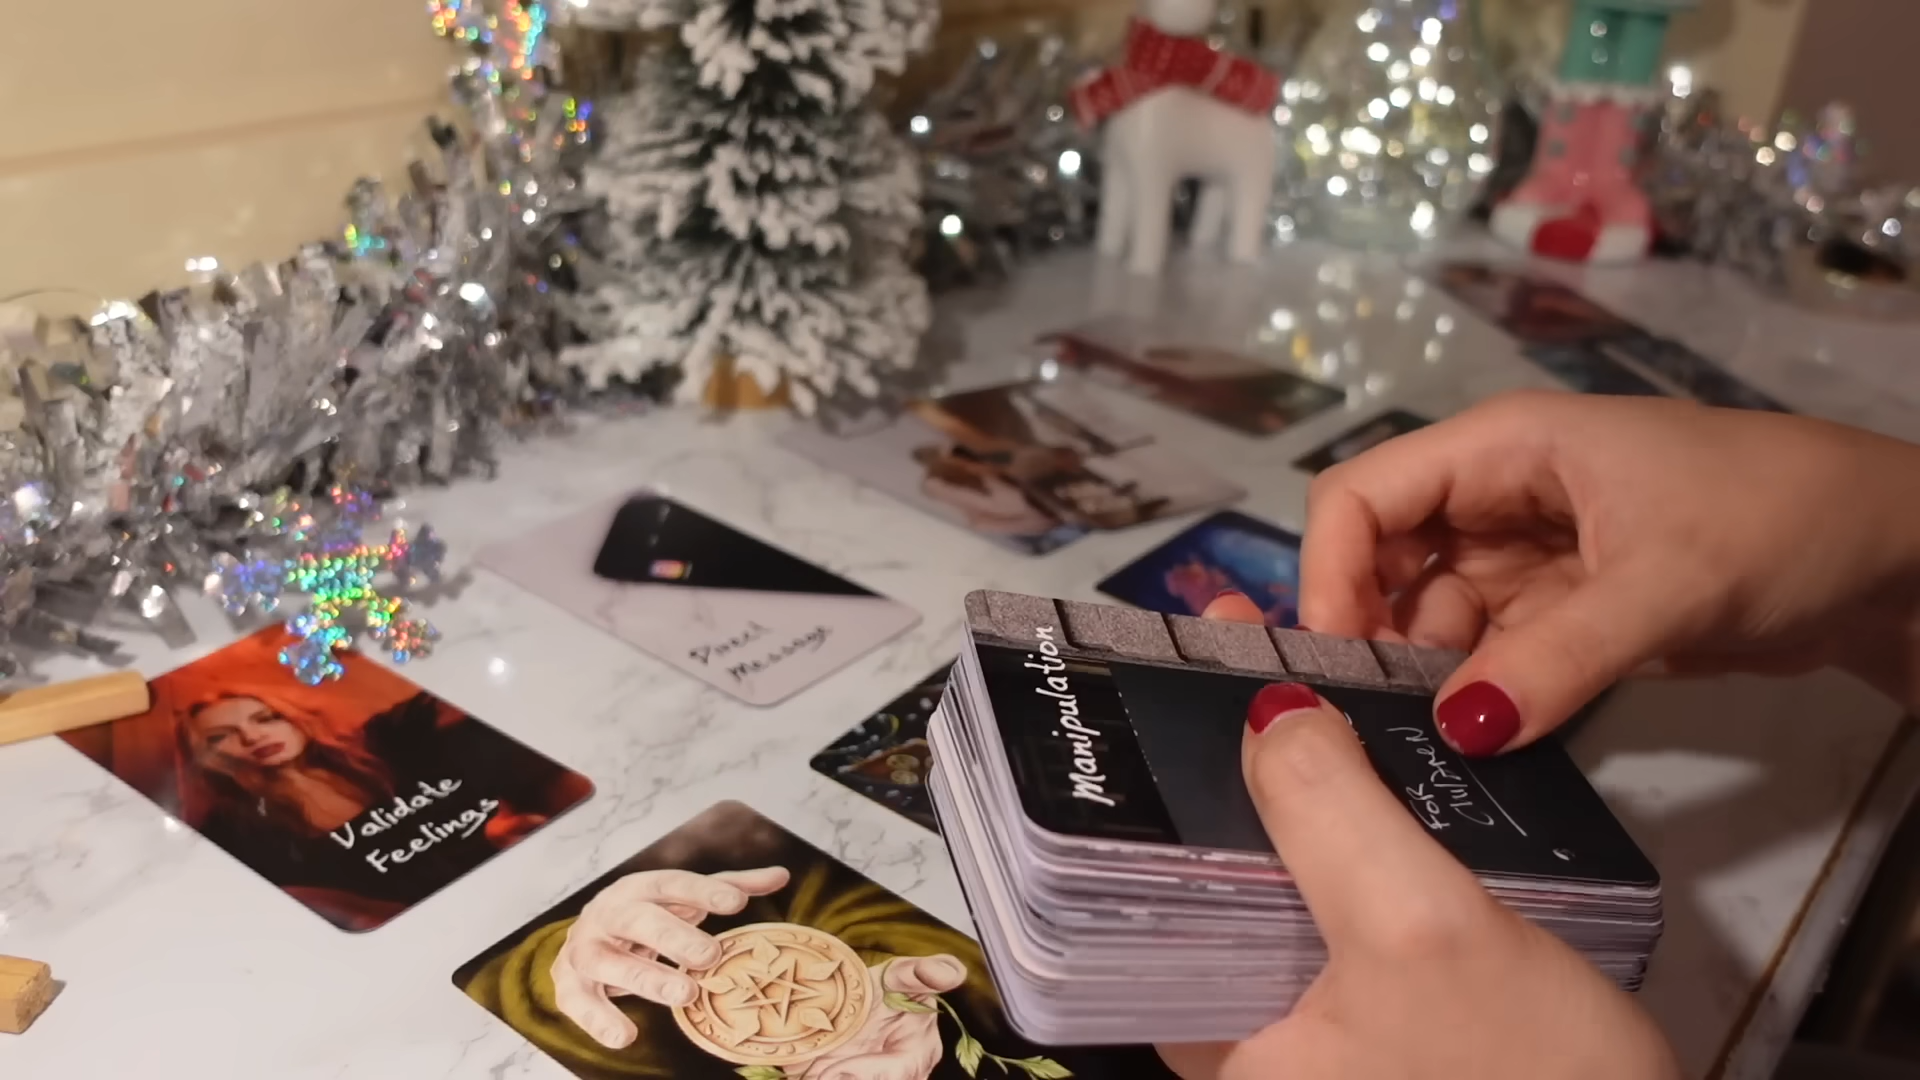 Direct
Message
Validate
Feelings
Manipulation
FOR
CHILDREN